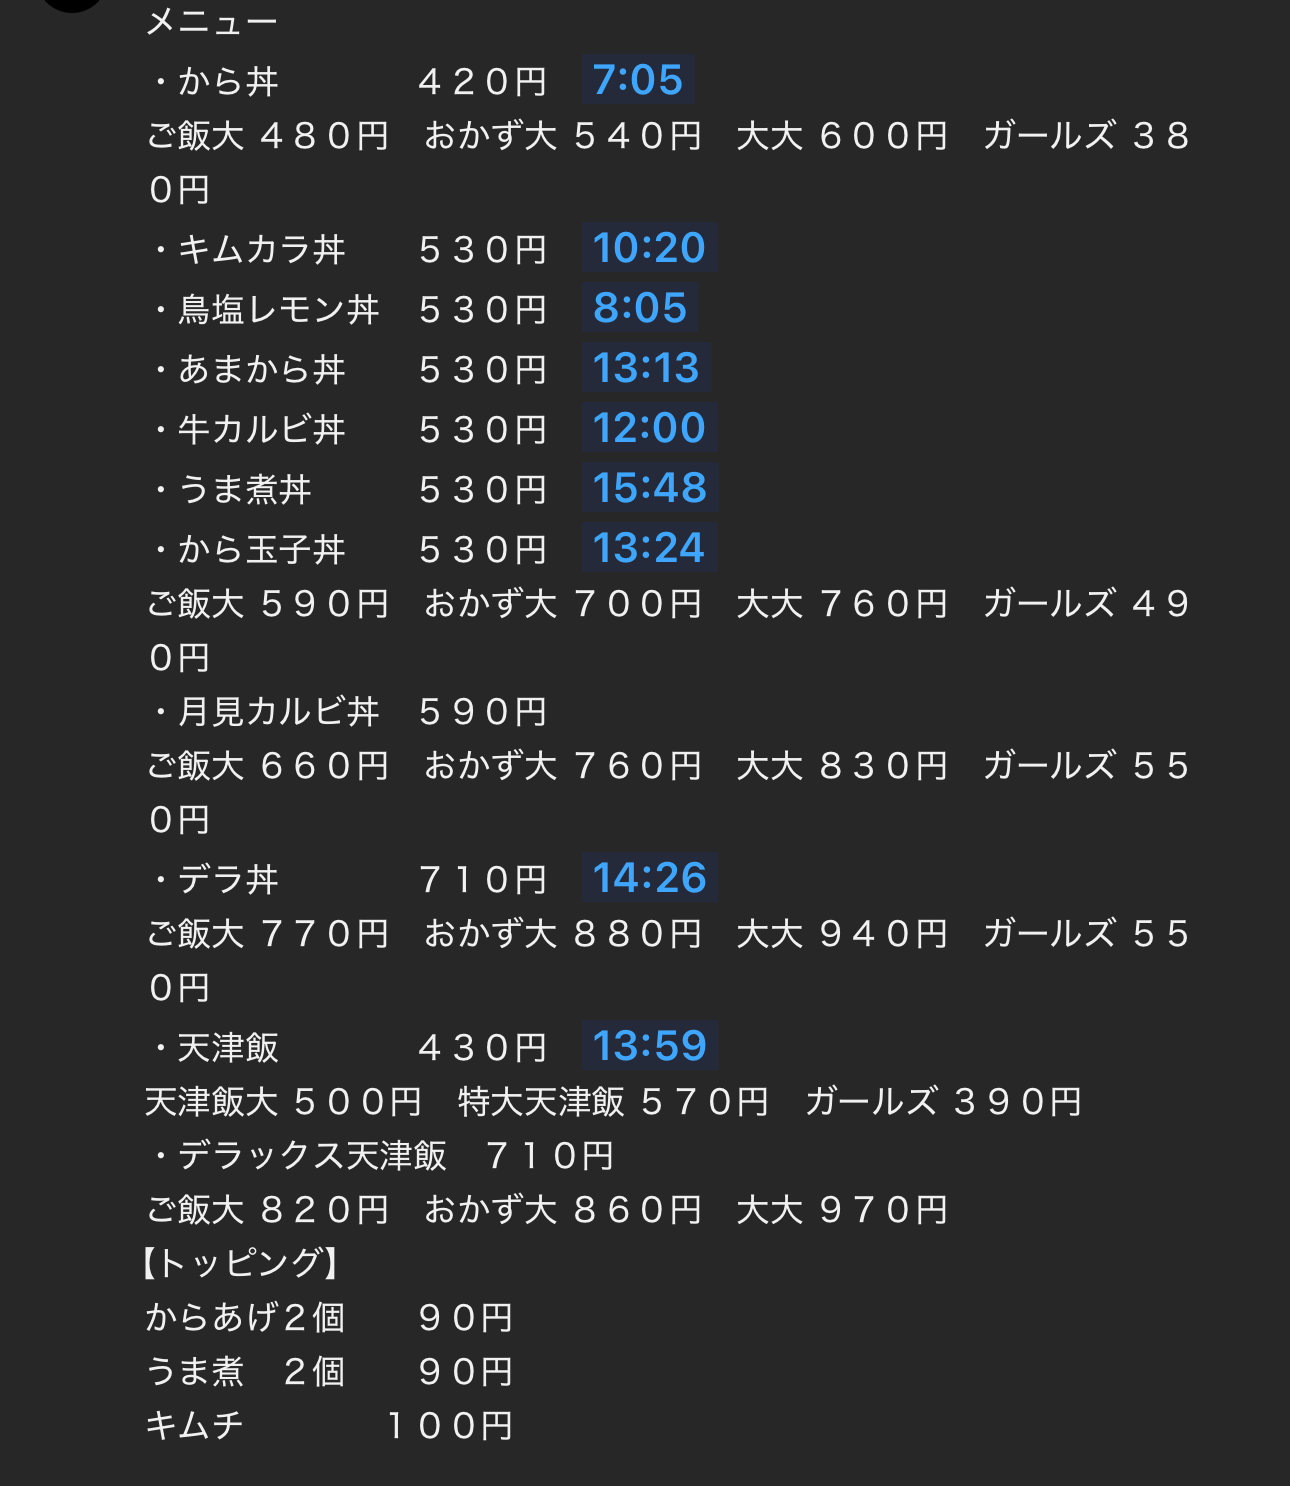 メニュー
・から丼　　　　４２０円　7:05
ご飯大 ４８０円　おかず大 ５４０円　大大 ６００円　ガールズ ３８
０円
・キムカラ丼　　５３０円　10:20
・鳥塩レモン丼　５３０円　8:05
・あまから丼　　５３０円　13:13
・牛カルビ丼　　５３０円　12:00
・うま煮丼　　　５３０円　15:48
・から玉子丼　　５３０円　13:24
ご飯大 ５９０円　おかず大 ７００円　大大 ７６０円　ガールズ ４９
０円
・月見カルビ丼　５９０円
ご飯大 ６６０円　おかず大 ７６０円　大大 ８３０円　ガールズ ５５
０円
・デラ丼　　　　７１０円　14:26
ご飯大 ７７０円　おかず大 ８８０円　大大 ９４０円　ガールズ ５５
０円
・天津飯　　　　４３０円　13:59
天津飯大 ５００円　特大天津飯 ５７０円　ガールズ ３９０円
・デラックス天津飯　７１０円
ご飯大 ８２０円　おかず大 ８６０円　大大 ９７０円
【トッピング】
からあげ２個　　９０円
うま煮　２個　　９０円
キムチ　　　　１００円